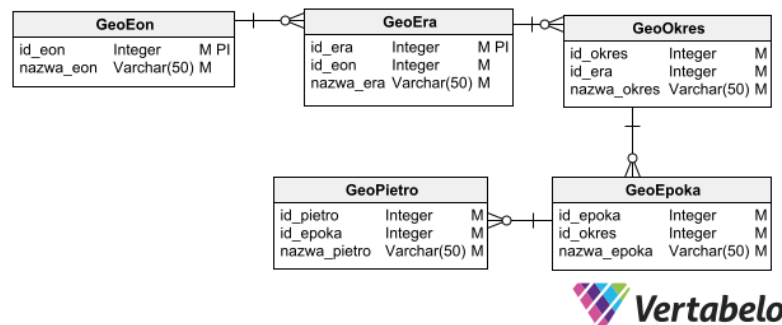 GeoEon
id_eon Integer M PI
nazwa_eon Varchar(50) M
GeoEra
id_era Integer M PI
id_eon Integer M
nazwa_era Varchar(50) M
GeoOkres
id_okres Integer M
id_era Integer M
nazwa_okres Varchar(50) M
GeoPietro
id_pietro Integer M
id_epoka Integer M
nazwa_pietro Varchar(50) M
GeoEpoka
id_epoka Integer M
id_okres Integer M
nazwa_epoka Varchar(50) M
Vertabelo